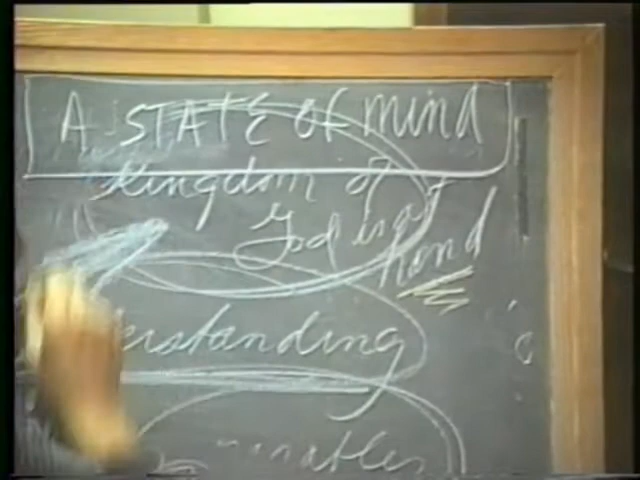 A STATE OF MIND
Kingdom of
God is at
hand
erstanding